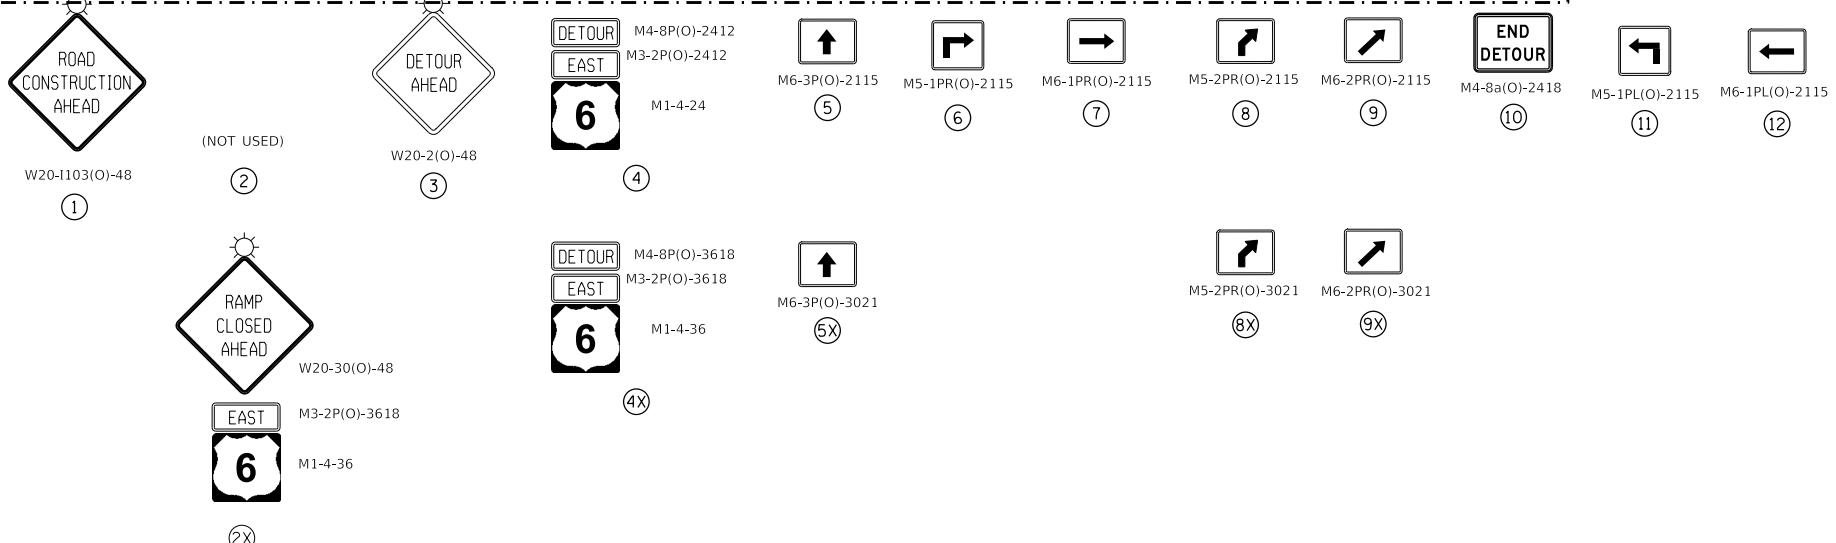 ROAD
CONSTRUCTION
AHEAD
W20-I103(O)-48
1
(NOT USED)
2
DETOUR
AHEAD
W20-2(O)-48
3
DETOUR
M4-8P(O)-2412
EAST
M3-2P(O)-2412
6
M1-4-24
4
M6-3P(O)-2115
5
M5-1PR(O)-2115
6
M6-1PR(O)-2115
7
M5-2PR(O)-2115
8
M6-2PR(O)-2115
9
END
DETOUR
M4-8a(O)-2418
10
M5-1PL(O)-2115
11
M6-1PL(O)-2115
12
RAMP
CLOSED
AHEAD
W20-30(O)-48
EAST
M3-2P(O)-3618
6
M1-4-36
2X
DETOUR
M4-8P(O)-3618
EAST
M3-2P(O)-3618
6
M1-4-36
4X
M6-3P(O)-3021
5X
M5-2PR(O)-3021
8X
M6-2PR(O)-3021
9X